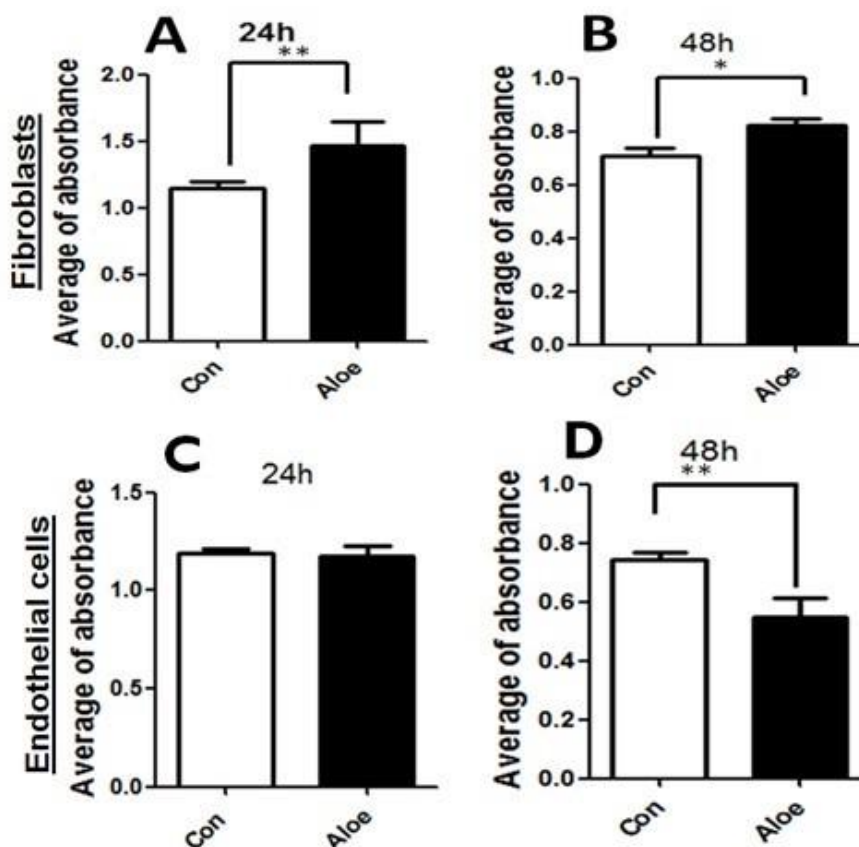 A
24h
**
Fibroblasts
Average of absorbance
2.0
1.5
1.0
0.5
0.0
Con
Aloe
B
48h
*
Average of absorbance
1.0
0.8
0.6
0.4
0.2
0.0
Con
Aloe
C
24h
Endothelial cells
Average of absorbance
1.5
1.0
0.5
0.0
Con
Aloe
D
48h
**
Average of absorbance
1.0
0.8
0.6
0.4
0.2
0.0
Con
Aloe